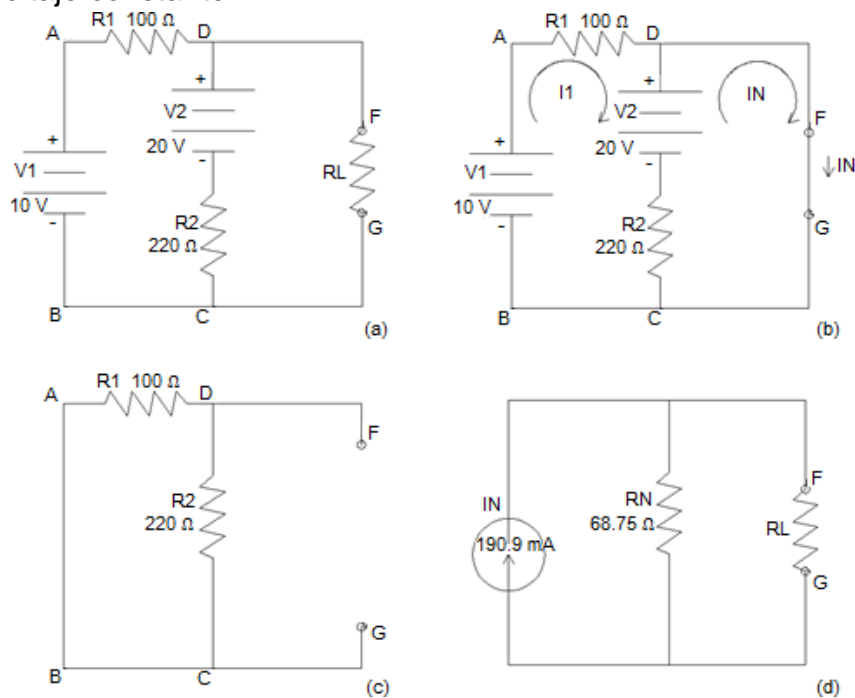 R1 100 Ω
A
D
+
V2
20 V
-
+
V1
10 V
-
F
RL
G
R2
220 Ω
B
C
(a)
R1 100 Ω
A
D
I1
+
V2
20 V
-
IN
+
V1
10 V
-
F
IN
G
R2
220 Ω
B
C
(b)
R1 100 Ω
A
D
F
R2
220 Ω
G
B
C
(c)
IN
190.9 mA
RN
68.75 Ω
F
RL
G
(d)